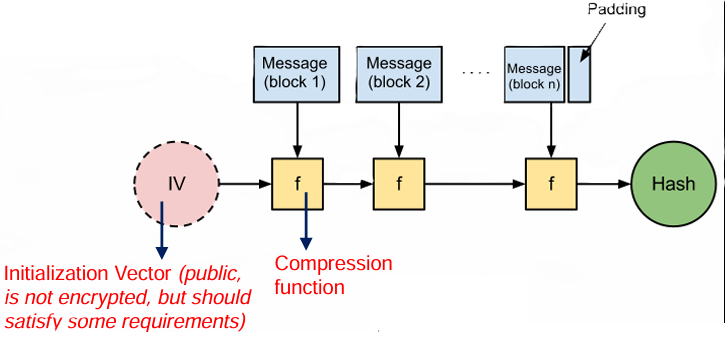 Padding
Message
(block 1)
Message
(block 2)
....
Message
(block n)
IV
f
f
f
Hash
Initialization Vector (public,
is not encrypted, but should
satisfy some requirements)
Compression
function